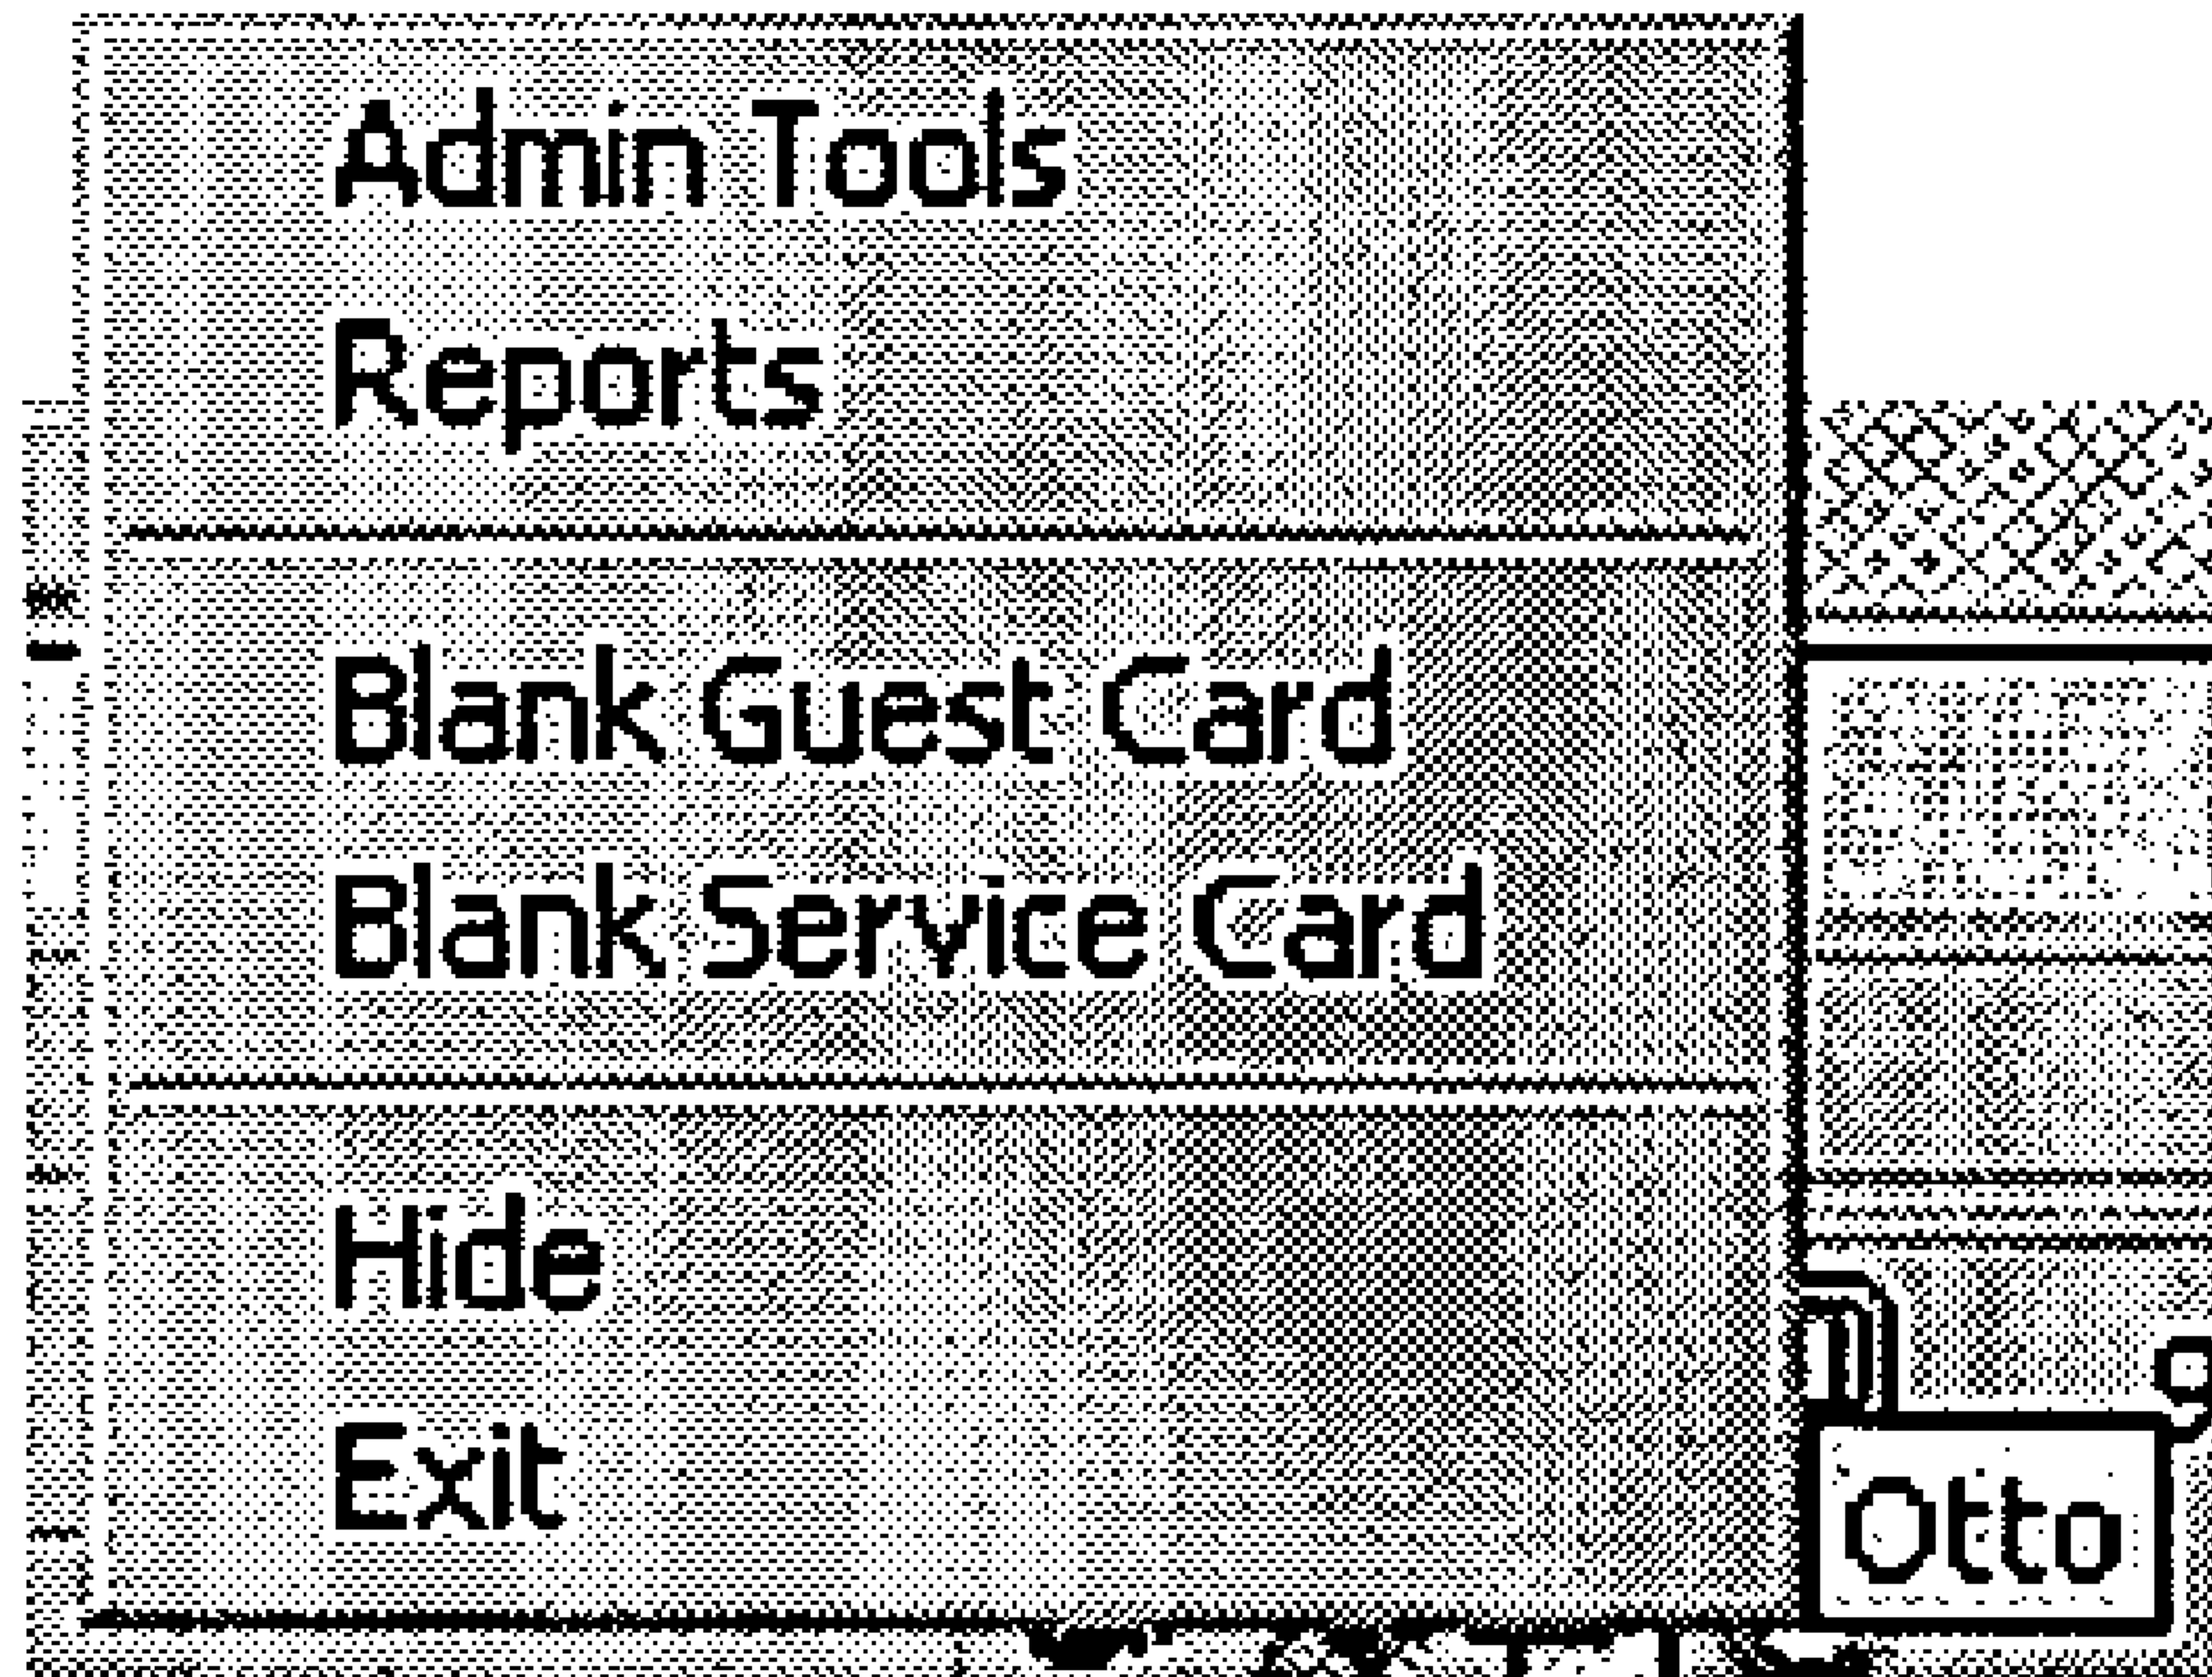 Admin Tools
Reports
Blank Guest Card
Blank Service Card
Hide
Exit
Otto